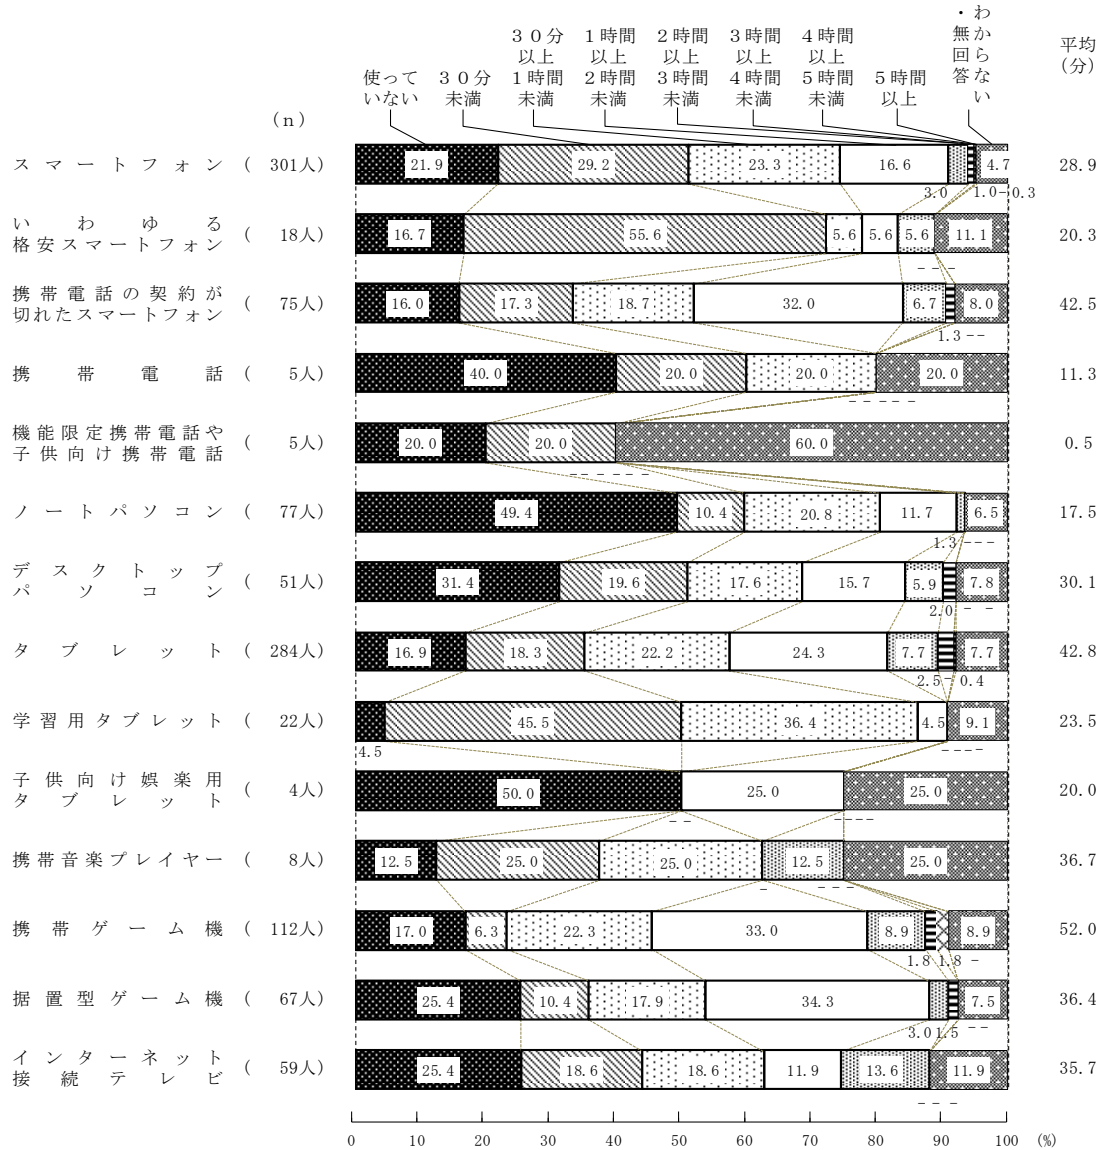 わからない
・無回答
３０分 １時間 ２時間 ３時間 ４時間
以上 以上 以上 以上 以上
使って ３０分 １時間 ２時間 ３時間 ４時間 ５時間 ５時間
いない 未満 未満 未満 未満 未満 未満 以上
平均
(分)
(n)
スマートフォン ( 301人) 21.9 29.2 23.3 16.6 4.7 28.9
3.0 1.0-0.3
いわゆる
格安スマートフォン ( 18人) 16.7 55.6 5.6 5.6 5.6 11.1 20.3
- - -
携帯電話の契約が
切れたスマートフォン ( 75人) 16.0 17.3 18.7 32.0 6.7 8.0 42.5
1.3 - -
携帯電話 ( 5人) 40.0 20.0 20.0 20.0 11.3
- - - - -
機能限定携帯電話や
子供向け携帯電話 ( 5人) 20.0 20.0 60.0 0.5
- - - - - -
ノートパソコン ( 77人) 49.4 10.4 20.8 11.7 6.5 17.5
1.3 - - -
デスクトップ
パソコン ( 51人) 31.4 19.6 17.6 15.7 5.9 7.8 30.1
2.0 - -
タブレット ( 284人) 16.9 18.3 22.2 24.3 7.7 7.7 42.8
2.5 - 0.4
学習用タブレット ( 22人) 45.5 36.4 4.5 9.1 23.5
4.5 - - - -
子供向け娯楽用
タブレット ( 4人) 50.0 25.0 25.0 20.0
- - - - - -
携帯音楽プレイヤー ( 8人) 12.5 25.0 25.0 12.5 25.0 36.7
- - - -
携帯ゲーム機 ( 112人) 17.0 6.3 22.3 33.0 8.9 8.9 52.0
1.8 1.8 -
据置型ゲーム機 ( 67人) 25.4 10.4 17.9 34.3 7.5 36.4
3.0 1.5 - -
インターネット
接続テレビ ( 59人) 25.4 18.6 18.6 11.9 13.6 11.9 35.7
- - -
0 10 20 30 40 50 60 70 80 90 100 (%)